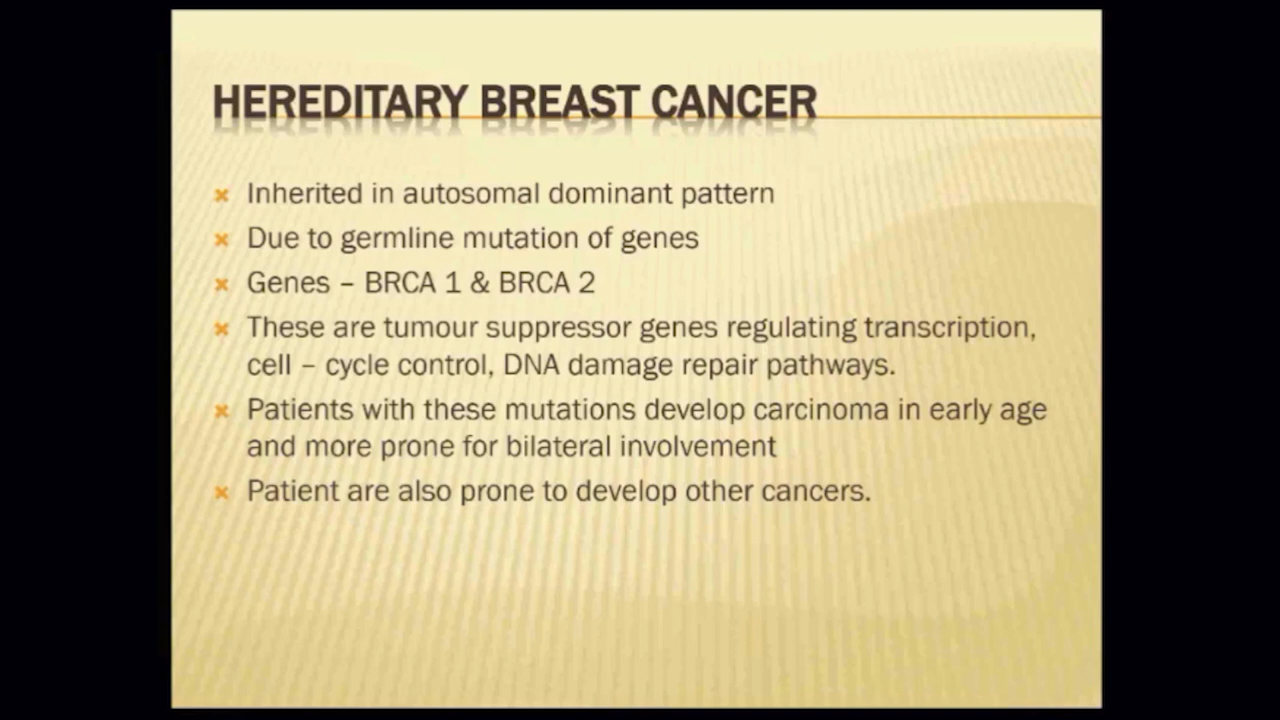 HEREDITARY BREAST CANCER
Inherited in autosomal dominant pattern
Due to germline mutation of genes
Genes – BRCA 1 & BRCA 2
These are tumour suppressor genes regulating transcription,
cell – cycle control, DNA damage repair pathways.
Patients with these mutations develop carcinoma in early age
and more prone for bilateral involvement
Patient are also prone to develop other cancers.